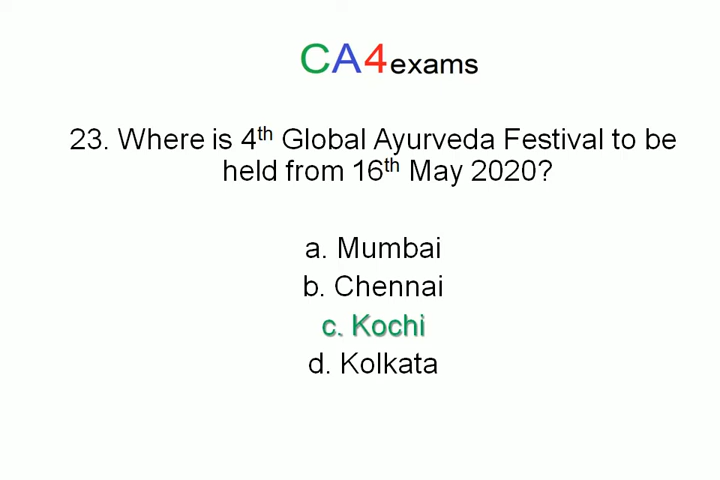 CA4exams
23. Where is 4th Global Ayurveda Festival to be
held from 16th May 2020?
a. Mumbai
b. Chennai
c. Kochi
d. Kolkata